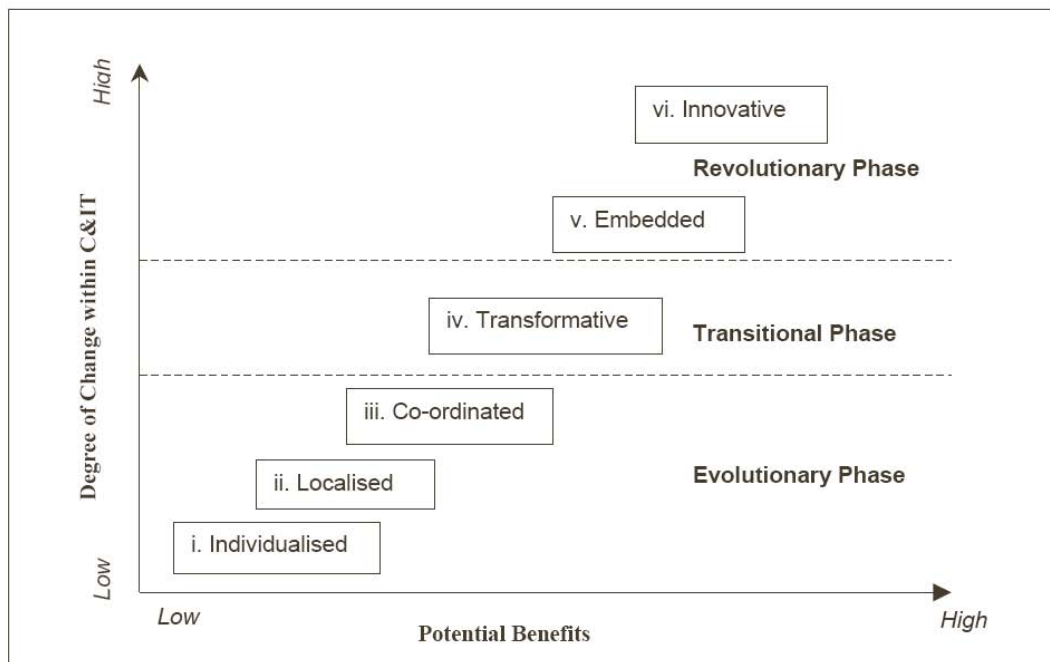 High
vi. Innovative
Revolutionary Phase
v. Embedded
Degree of Change within C&IT
iv. Transformative
Transitional Phase
iii. Co-ordinated
ii. Localised
Evolutionary Phase
i. Individualised
Low
Low
High
Potential Benefits